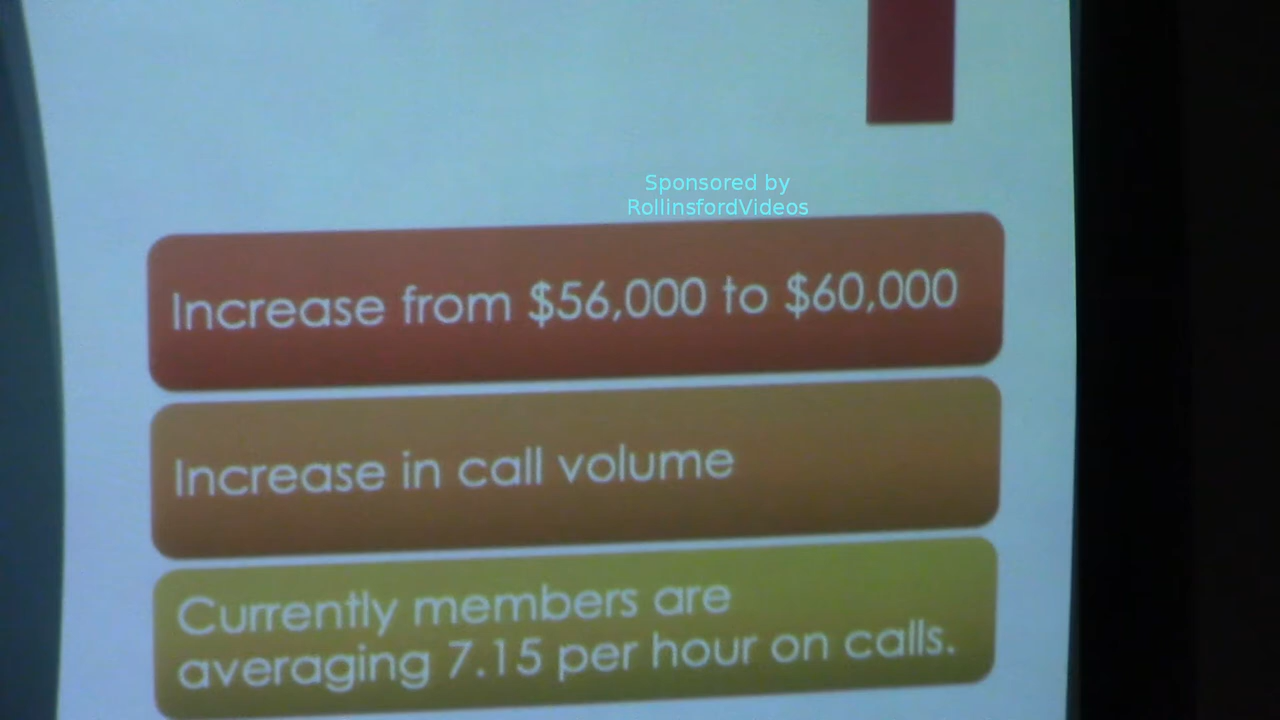 Sponsored by
RollinsfordVideos
Increase from $56,000 to $60,000
Increase in call volume
Currently members are
averaging 7.15 per hour on calls.